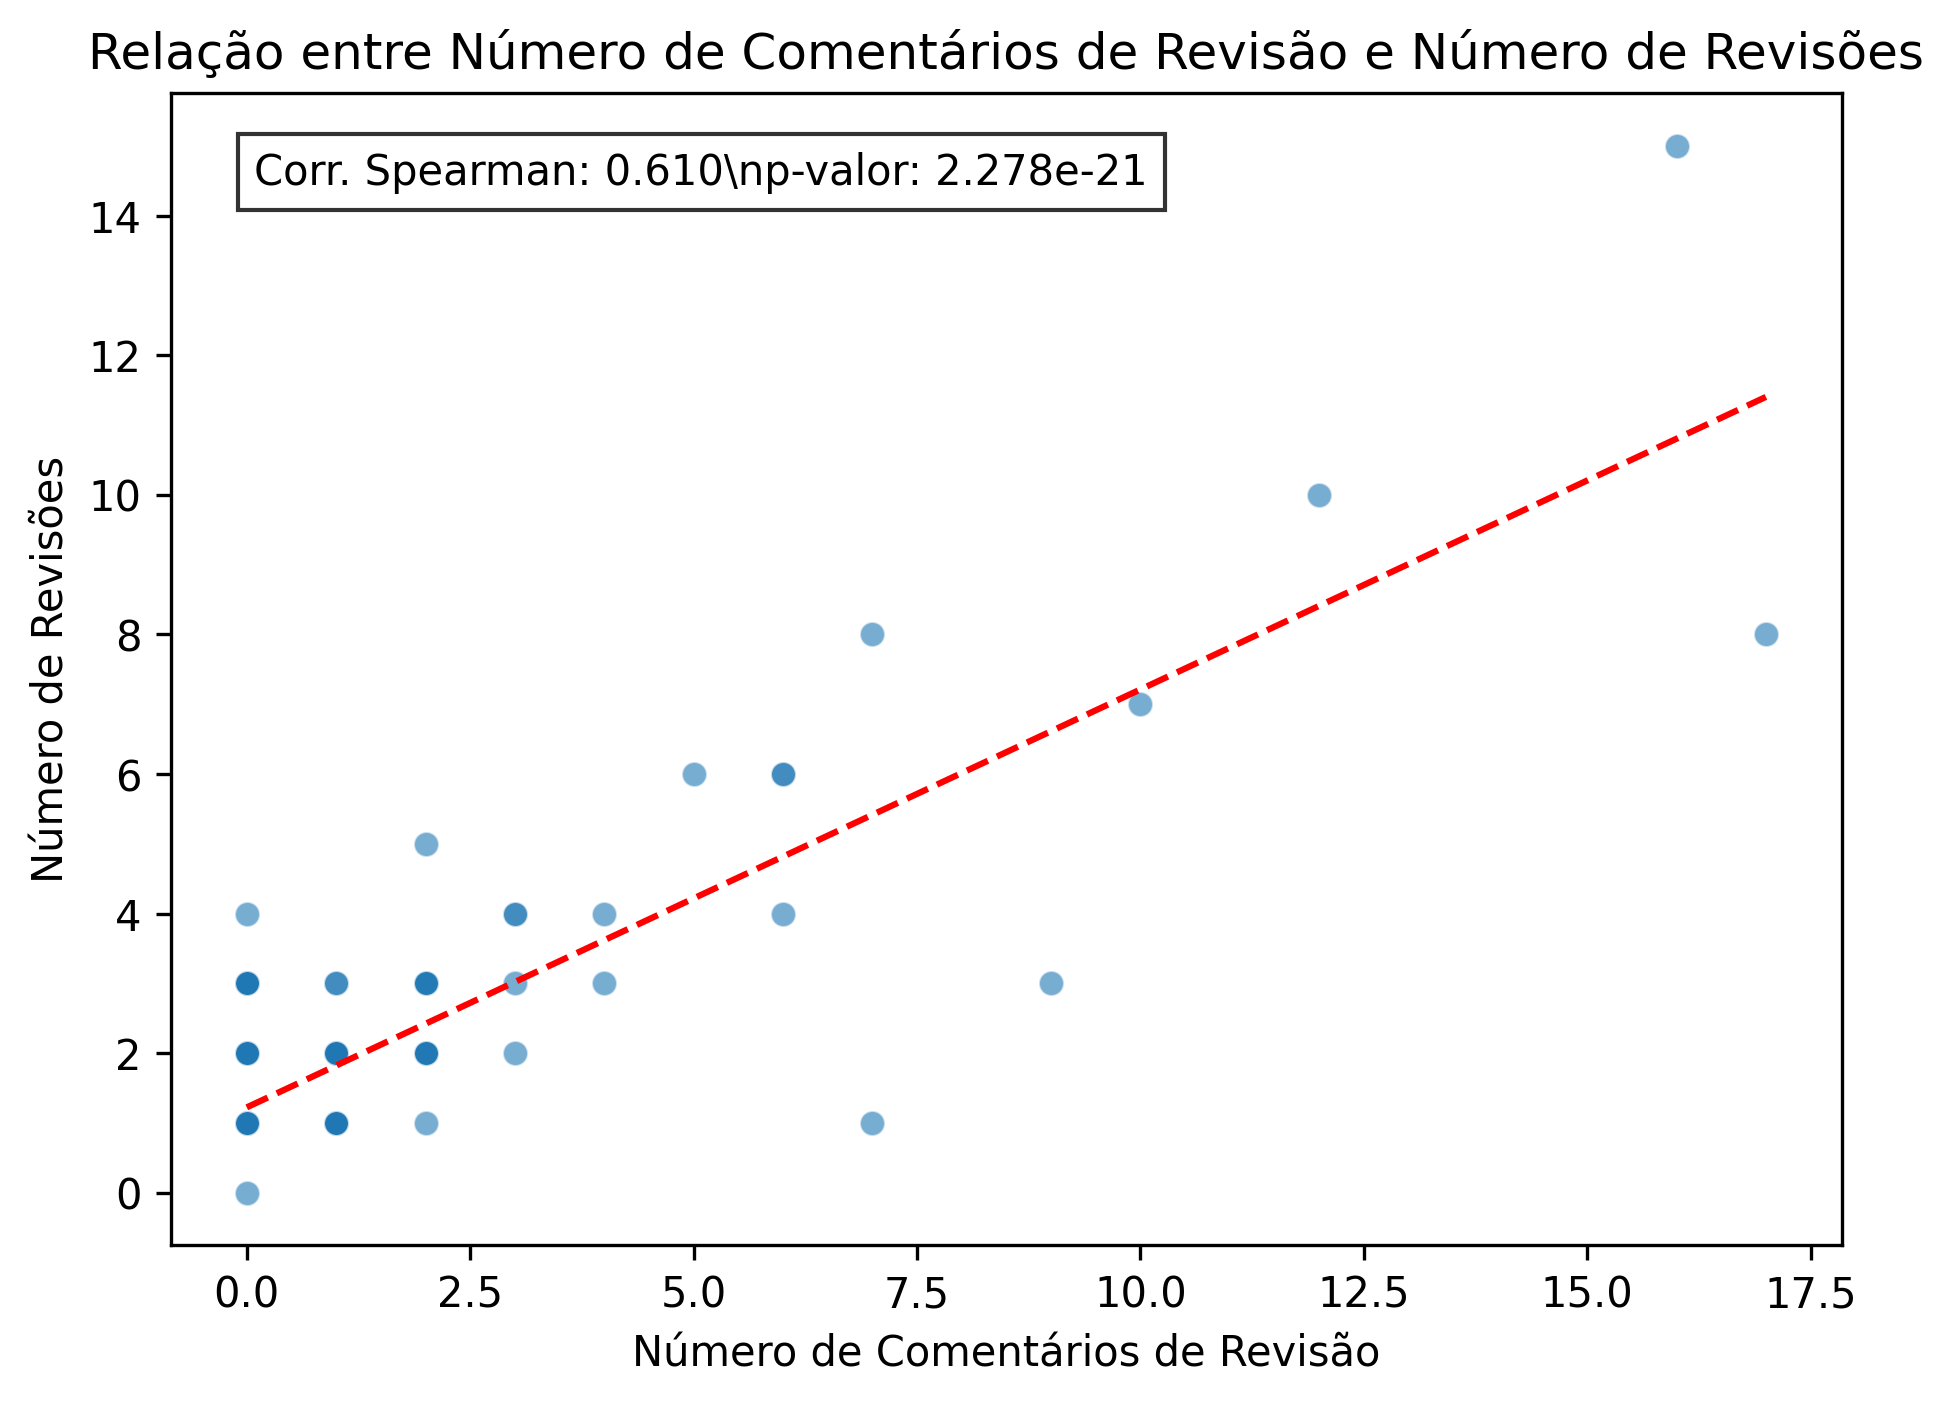 Relação entre Número de Comentários de Revisão e Número de Revisões
Corr. Spearman: 0.610\np-valor: 2.278e-21
Número de Revisões
14
12
10
8
6
4
2
0
0.0 2.5 5.0 7.5 10.0 12.5 15.0 17.5
Número de Comentários de Revisão